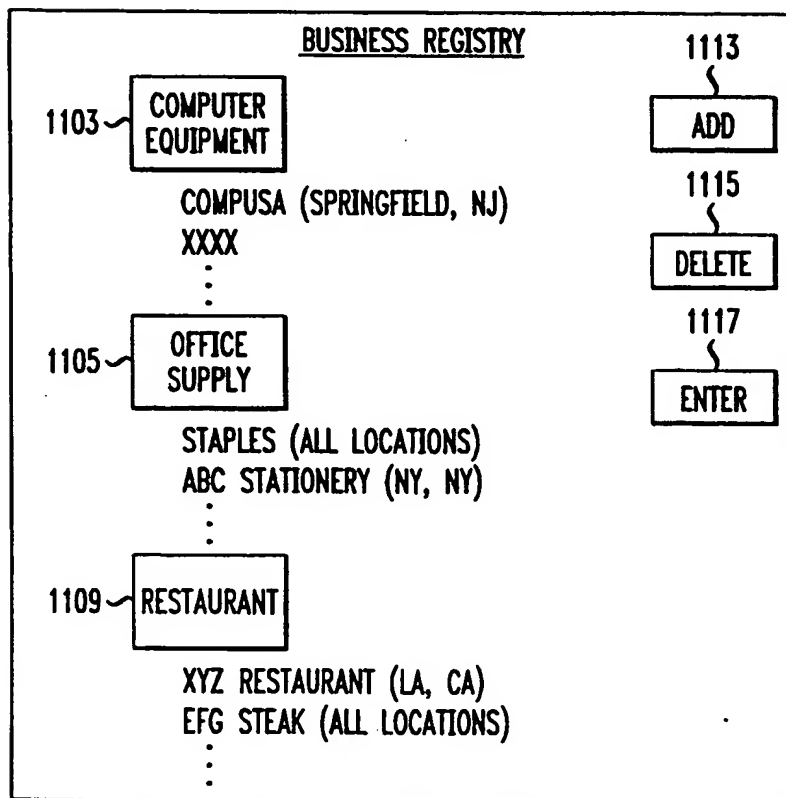 BUSINESS REGISTRY
1113
ADD
1103
COMPUTER
EQUIPMENT
COMPUSA (SPRINGFIELD, NJ)
XXXX
1115
DELETE
1105
OFFICE
SUPPLY
1117
ENTER
STAPLES (ALL LOCATIONS)
ABC STATIONERY (NY, NY)
1109
RESTAURANT
XYZ RESTAURANT (LA, CA)
EFG STEAK (ALL LOCATIONS)